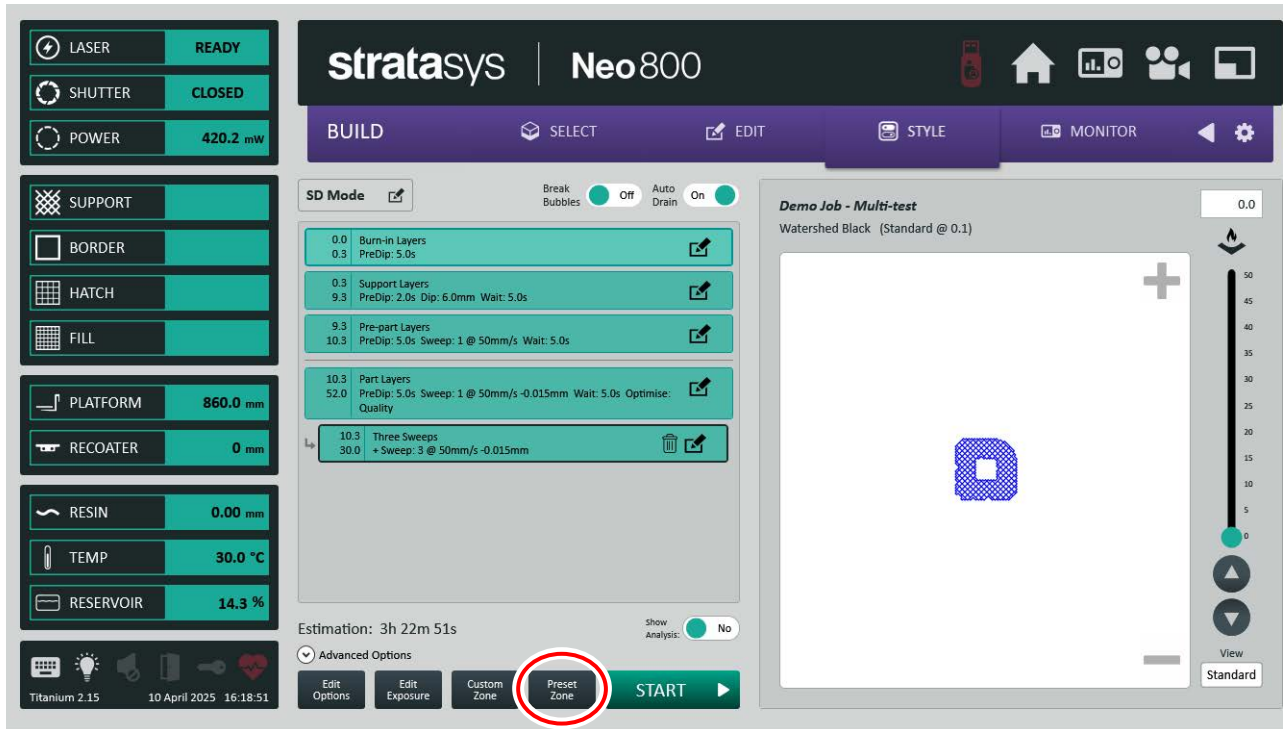 LASER READY
SHUTTER CLOSED
POWER 420.2 mW
SUPPORT
BORDER
HATCH
FILL
PLATFORM 860.0 mm
RECOATER 0 mm
RESIN 0.00 mm
TEMP 30.0 °C
RESERVOIR 14.3 %
Titanium 2.15 10 April 2025 16:18:51
stratasys Neo800
BUILD SELECT EDIT STYLE MONITOR
SD Mode
Break
Bubbles
Off
Auto
Drain
On
0.0 Burn-in Layers
0.3 PreDip: 5.0s
0.3 Support Layers
9.3 PreDip: 2.0s Dip: 6.0mm Wait: 5.0s
9.3 Pre-part Layers
10.3 PreDip: 5.0s Sweep: 1 @ 50mm/s Wait: 5.0s
10.3 Part Layers
52.0 PreDip: 5.0s Sweep: 1 @ 50mm/s -0.015mm Wait: 5.0s Optimise:
Quality
10.3 Three Sweeps
30.0 + Sweep: 3 @ 50mm/s -0.015mm
Estimation: 3h 22m 51s
Show
Analysis:
No
Advanced Options
Edit
Options
Edit
Exposure
Custom
Zone
Preset
Zone
START
Demo Job - Multi-test
Watershed Black (Standard @ 0.1)
0.0
50
45
40
35
30
25
20
15
10
5
0
View
Standard